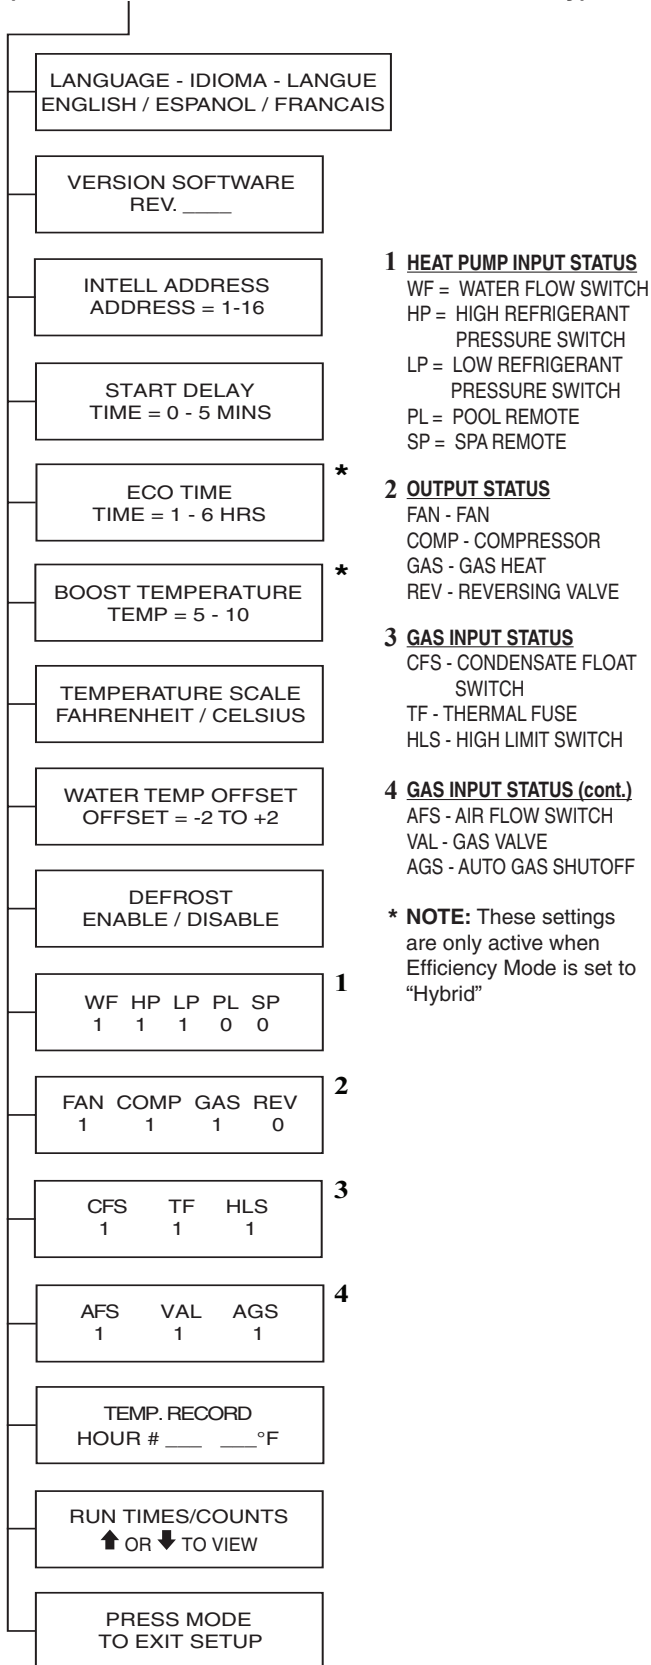 LANGUAGE - IDIOMA - LANGUE
ENGLISH / ESPANOL / FRANCAIS
VERSION SOFTWARE
REV. ____
INTELL ADDRESS
ADDRESS = 1-16
START DELAY
TIME = 0 - 5 MINS
*
ECO TIME
TIME = 1 - 6 HRS
*
BOOST TEMPERATURE
TEMP = 5 - 10
TEMPERATURE SCALE
FAHRENHEIT / CELSIUS
WATER TEMP OFFSET
OFFSET = -2 TO +2
DEFROST
ENABLE / DISABLE
1
WF HP LP PL SP
1 1 1 0 0
2
FAN COMP GAS REV
1 1 1 0
3
CFS TF HLS
1 1 1
4
AFS VAL AGS
1 1 1
TEMP. RECORD
HOUR # ___ ___°F
RUN TIMES/COUNTS
⬆ OR ⬇ TO VIEW
PRESS MODE
TO EXIT SETUP
1 HEAT PUMP INPUT STATUS
WF = WATER FLOW SWITCH
HP = HIGH REFRIGERANT
PRESSURE SWITCH
LP = LOW REFRIGERANT
PRESSURE SWITCH
PL = POOL REMOTE
SP = SPA REMOTE
2 OUTPUT STATUS
FAN - FAN
COMP - COMPRESSOR
GAS - GAS HEAT
REV - REVERSING VALVE
3 GAS INPUT STATUS
CFS - CONDENSATE FLOAT
SWITCH
TF - THERMAL FUSE
HLS - HIGH LIMIT SWITCH
4 GAS INPUT STATUS (cont.)
AFS - AIR FLOW SWITCH
VAL - GAS VALVE
AGS - AUTO GAS SHUTOFF
* NOTE: These settings
are only active when
Efficiency Mode is set to
“Hybrid”